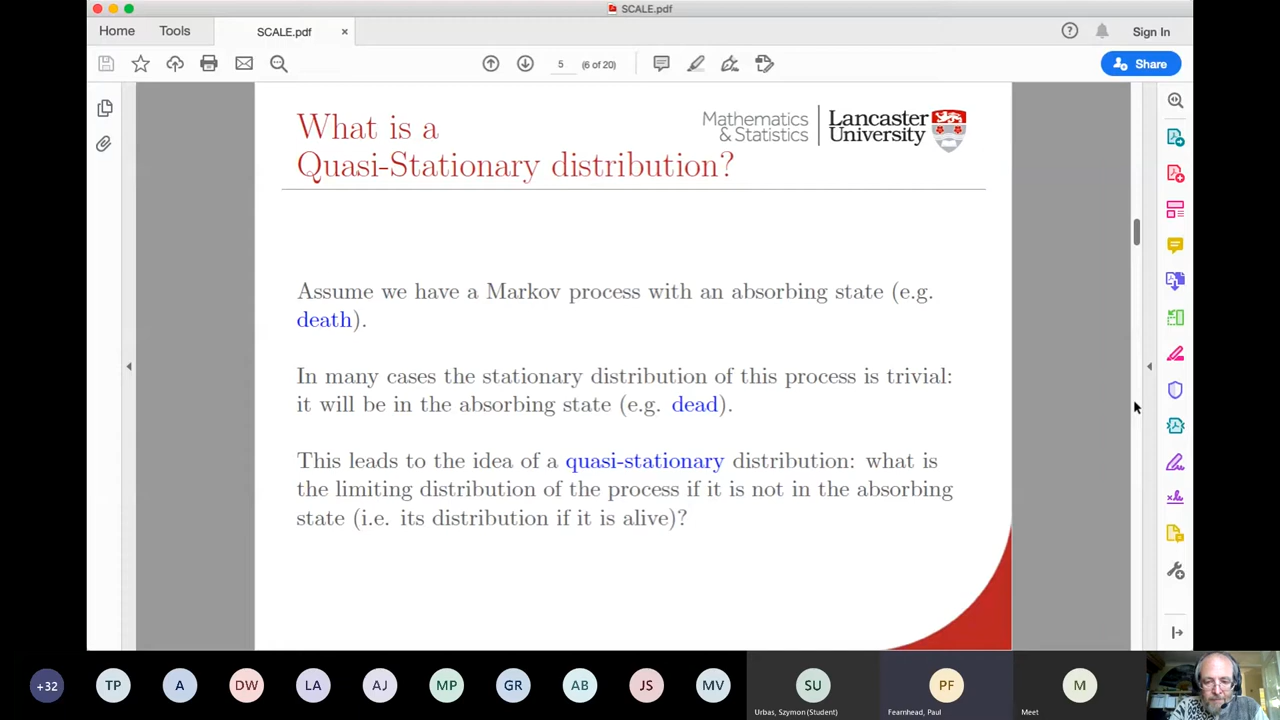 SCALE.pdf
Home
Tools
SCALE.pdf
×
Sign In
5
(6 of 20)
Share
What is a
Quasi-Stationary distribution?
Mathematics
& Statistics
Lancaster
University
Assume we have a Markov process with an absorbing state (e.g.
death).
In many cases the stationary distribution of this process is trivial:
it will be in the absorbing state (e.g. dead).
This leads to the idea of a quasi-stationary distribution: what is
the limiting distribution of the process if it is not in the absorbing
state (i.e. its distribution if it is alive)?
+32
TP
A
DW
LA
AJ
MP
GR
AB
JS
MV
SU
PF
M
Urbas, Szymon (Student)
Fearnhead, Paul
Meet